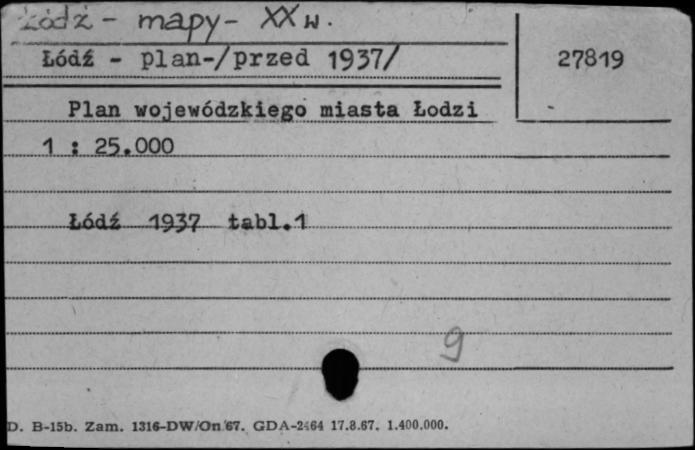 Łódź - mapy - XX w.
Łódź - plan-/przed 1937/
27819
Plan wojewódzkiego miasta Łodzi
1 : 25.000
Łódź 1937 tabl.1
9
D. B-15b. Zam. 1316-DW/On/67. GDA-2464 17.8.67. 1.400.000.